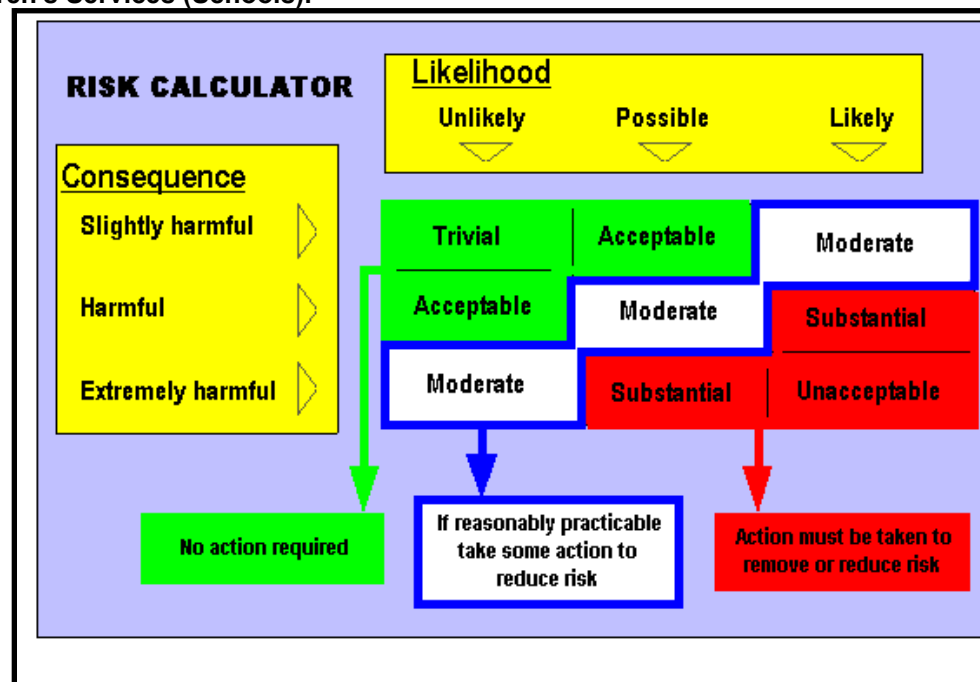 Services (Schools).
RISK CALCULATOR
Likelihood
Unlikely Possible Likely
Consequence
Slightly harmful
Harmful
Extremely harmful
Trivial Acceptable Moderate
Acceptable Moderate Substantial
Moderate Substantial Unacceptable
No action required
If reasonably practicable
take some action to
reduce risk
Action must be taken to
remove or reduce risk